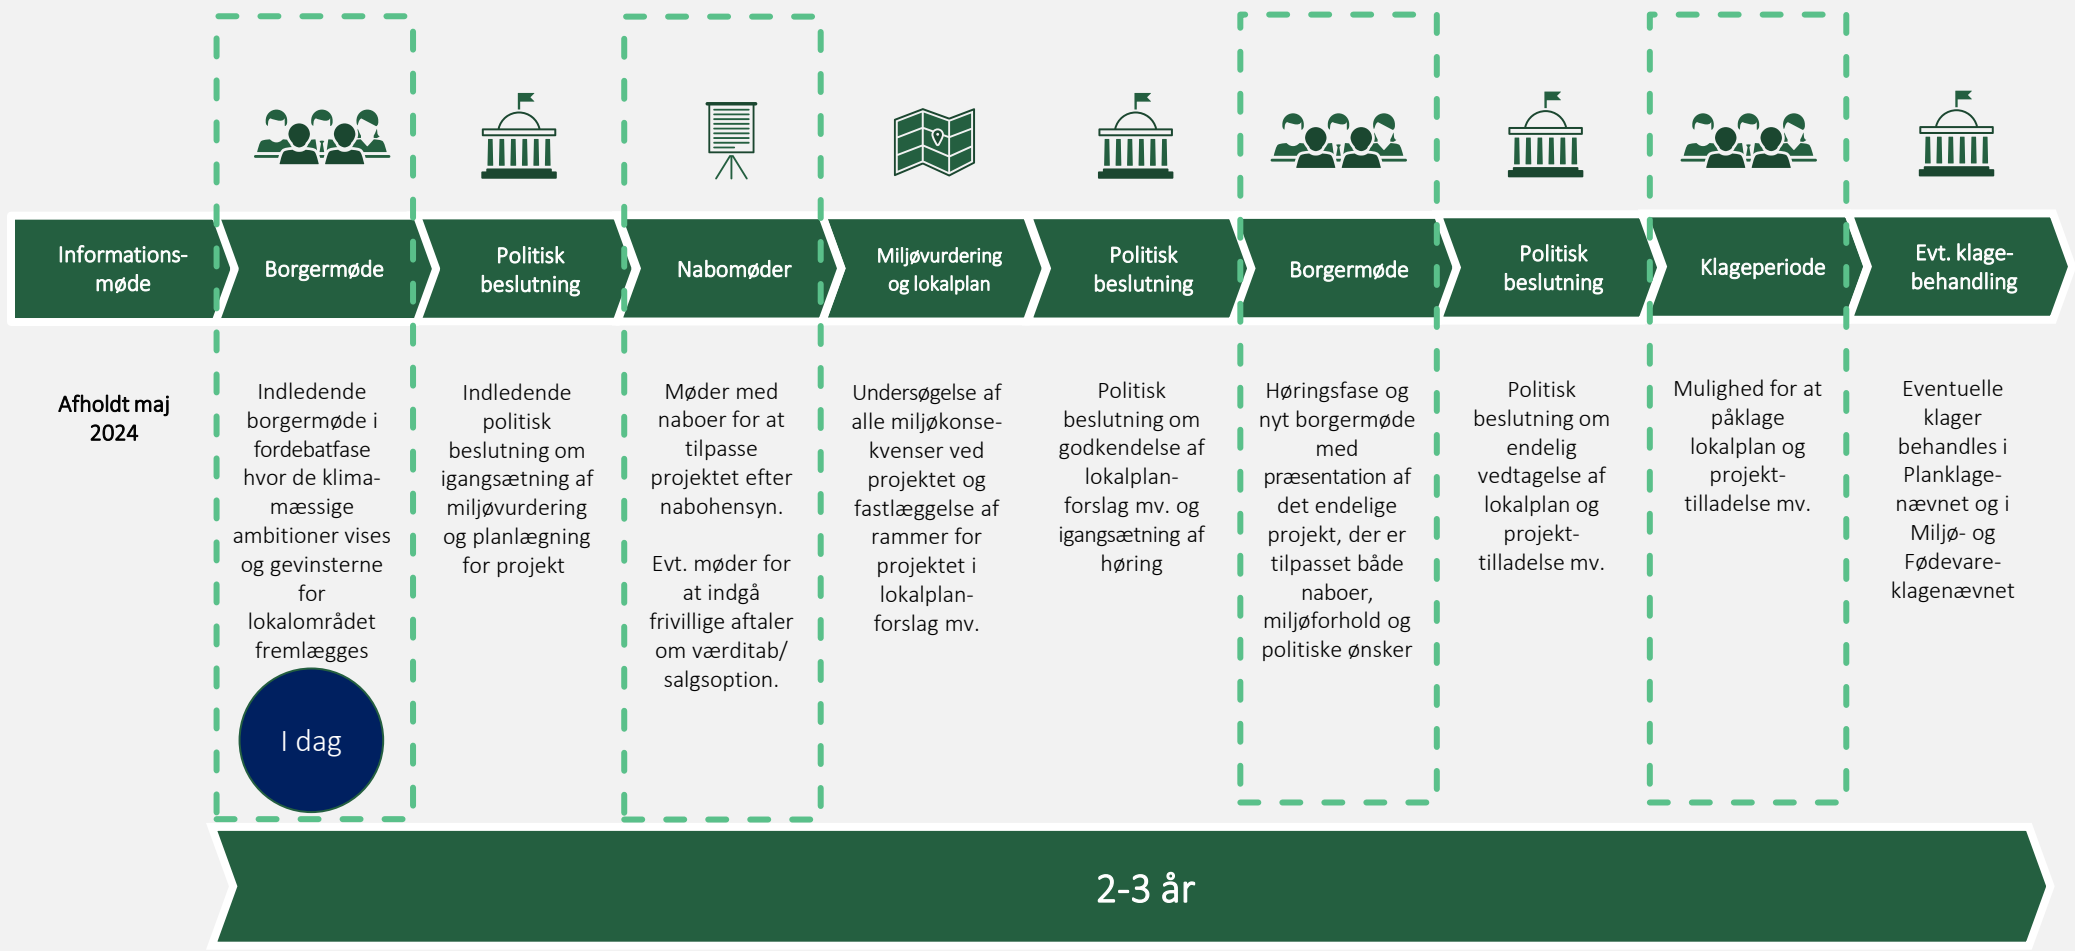 Informations-
møde
Borgermøde
Politisk
beslutning
Nabomøder
Miljøvurdering
og lokalplan
Politisk
beslutning
Borgermøde
Politisk
beslutning
Klageperiode
Evt. klage-
behandling
Afholdt maj
2024
Indledende
borgermøde i
fordebatfase
hvor de klima-
mæssige
ambitioner vises
og gevinsterne
for
lokalområdet
fremlægges
I dag
Indledende
politisk
beslutning om
igangsætning af
miljøvurdering
og planlægning
for projekt
Møder med
naboer for at
tilpasse
projektet efter
nabohensyn.
Evt. møder for
at indgå
frivillige aftaler
om værditab/
salgsoption.
Undersøgelse af
alle miljøkonse-
kvenser ved
projektet og
fastlæggelse af
rammer for
projektet i
lokalplan-
forslag mv.
Politisk
beslutning om
godkendelse af
lokalplan-
forslag mv. og
igangsætning af
høring
Høringsfase og
nyt borgermøde
med
præsentation af
det endelige
projekt, der er
tilpasset både
naboer,
miljøforhold og
politiske ønsker
Politisk
beslutning om
endelig
vedtagelse af
lokalplan og
projekt-
tilladelse mv.
Mulighed for at
påklage
lokalplan og
projekt-
tilladelse mv.
Eventuelle
klager
behandles i
Planklage-
nævnet og i
Miljø- og
Fødevare-
klagenævnet
2-3 år